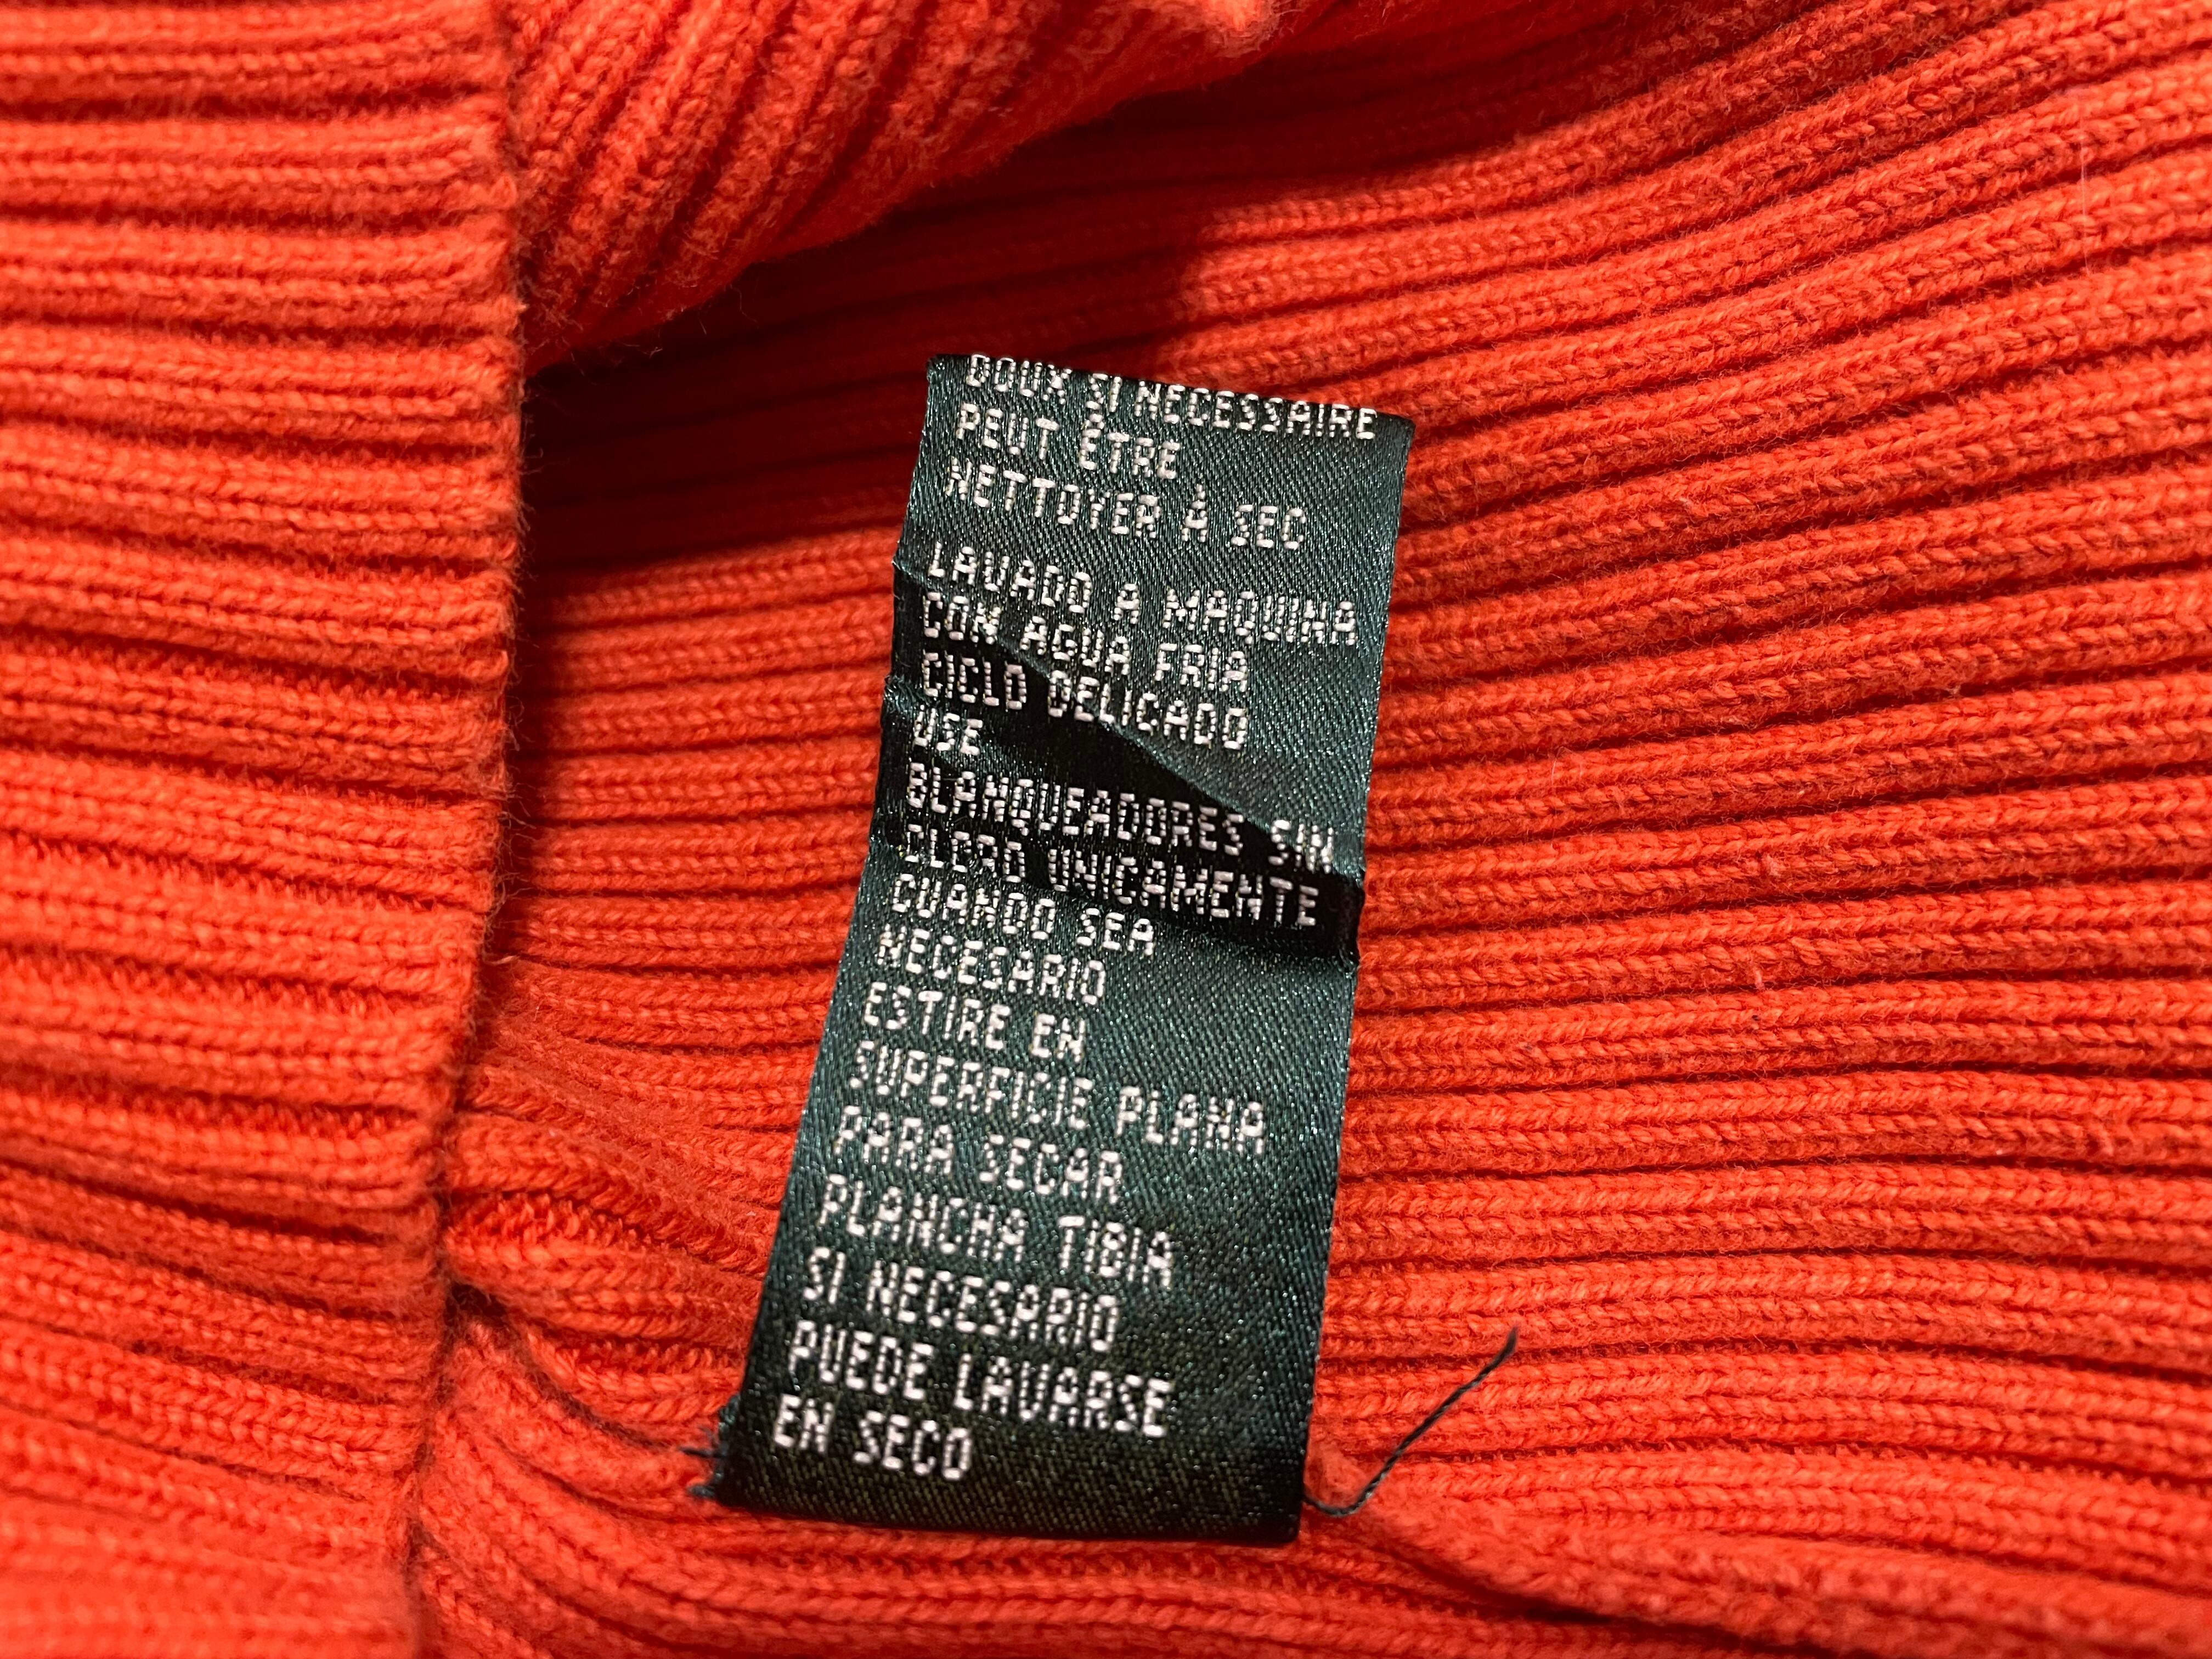 DOUX SI NECESSAIRE
PEUT ÊTRE
NETTOYER À SEC
LAVADO A MAQUINA
CON AGUA FRIA
CICLO DELICADO
USE
BLANQUEADORES SIN
CLORO UNICAMENTE
CUANDO SEA
NECESARIO
ESTIRE EN
SUPERFICIE PLANA
PARA SECAR
PLANCHA TIBIA
SI NECESARIO
PUEDE LAVARSE
EN SECO